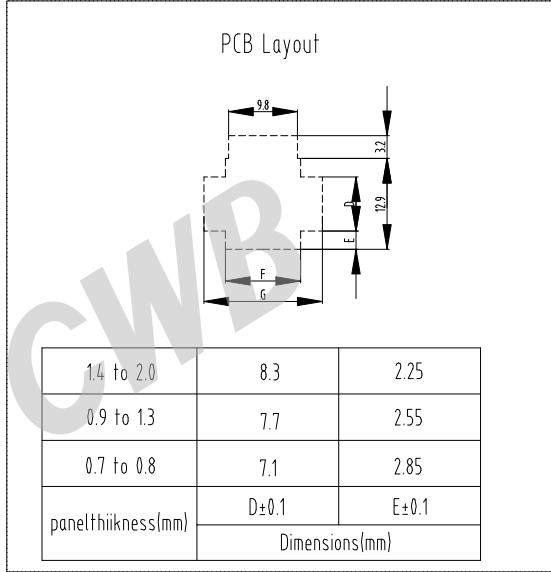 PCB Layout
9.8
3.2
D
12.9
E
F
G
CWB
1.4 to 2.0 8.3 2.25
0.9 to 1.3 7.7 2.55
0.7 to 0.8 7.1 2.85
panelthiikness(mm) D±0.1 E±0.1
Dimensions(mm)